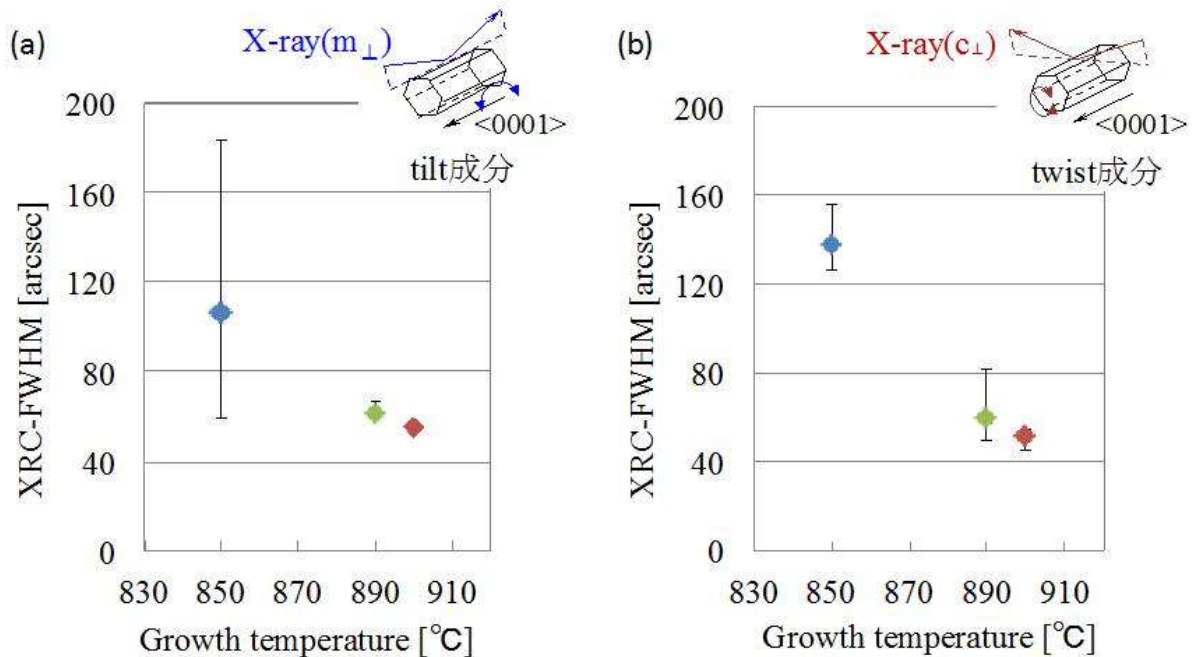 (a)
X-ray(m⊥)
<0001>
tilt成分
XRC-FWHM [arcsec]
200
160
120
80
40
0
830 850 870 890 910
Growth temperature [℃]
(b)
X-ray(c⊥)
<0001>
twist成分
XRC-FWHM [arcsec]
200
160
120
80
40
0
830 850 870 890 910
Growth temperature [℃]